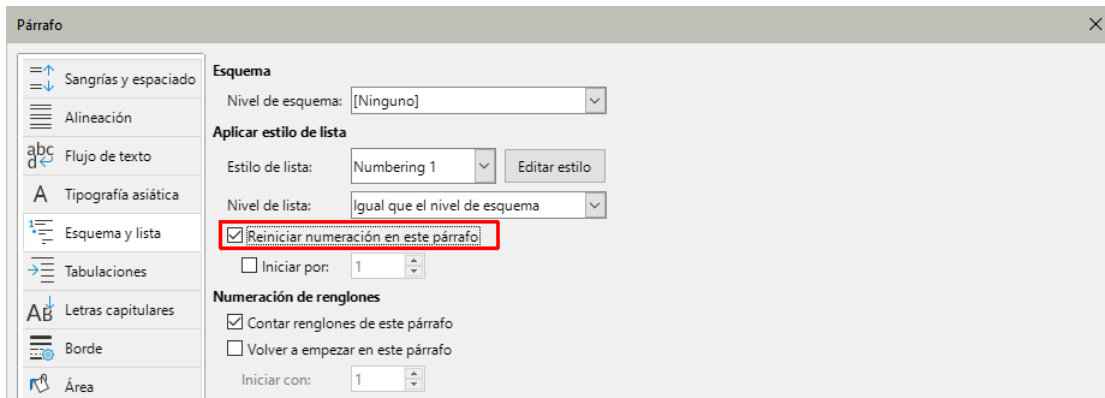 Párrafo
Sangrías y espaciado
Alineación
abc
d
Flujo de texto
A
Tipografía asiática
1
Esquema y lista
Tabulaciones
AB
Letras capitulares
Borde
Área
Esquema
Nivel de esquema: [Ninguno]
Aplicar estilo de lista
Estilo de lista: Numbering 1 Editar estilo
Nivel de lista: Igual que el nivel de esquema
Reiniciar numeración en este párrafo
Iniciar por: 1
Numeración de renglones
Contar renglones de este párrafo
Volver a empezar en este párrafo
Iniciar con: 1